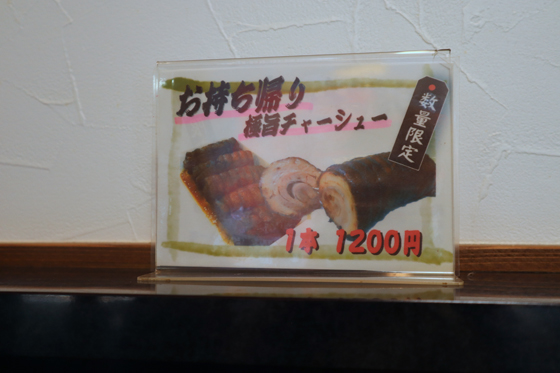 お持ち帰り
極旨チャーシュー
数量限定
1本 1200円